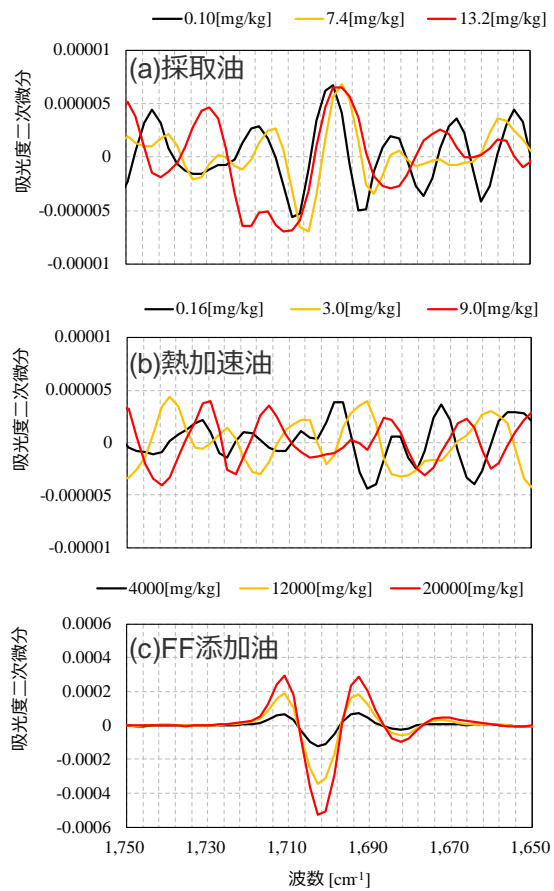 0.10[mg/kg] 7.4[mg/kg] 13.2[mg/kg]
0.00001
0.000005
0
-0.000005
-0.00001
吸光度二次微分
(a)採取油
0.16[mg/kg] 3.0[mg/kg] 9.0[mg/kg]
0.00001
0.000005
0
-0.000005
-0.00001
吸光度二次微分
(b)熱加速油
4000[mg/kg] 12000[mg/kg] 20000[mg/kg]
0.0006
0.0004
0.0002
0
-0.0002
-0.0004
-0.0006
吸光度二次微分
(c)FF添加油
1,750 1,730 1,710 1,690 1,670 1,650
波数 [cm⁻¹]